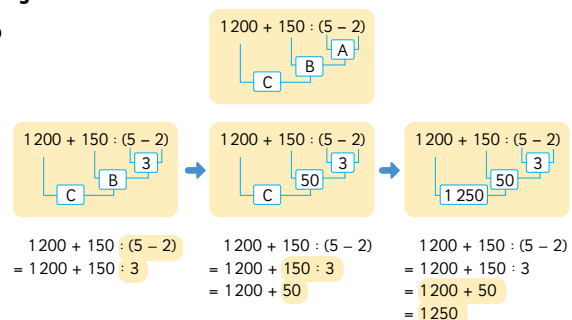 1 200 + 150 : (5 – 2)
A
B
C
1 200 + 150 : (5 – 2)
3
B
C
1 200 + 150 : (5 – 2)
3
50
C
1 200 + 150 : (5 – 2)
3
50
1 250
1 200 + 150 : (5 – 2)
= 1 200 + 150 : 3
1 200 + 150 : (5 – 2)
= 1 200 + 150 : 3
= 1 200 + 50
1 200 + 150 : (5 – 2)
= 1 200 + 150 : 3
= 1 200 + 50
= 1 250